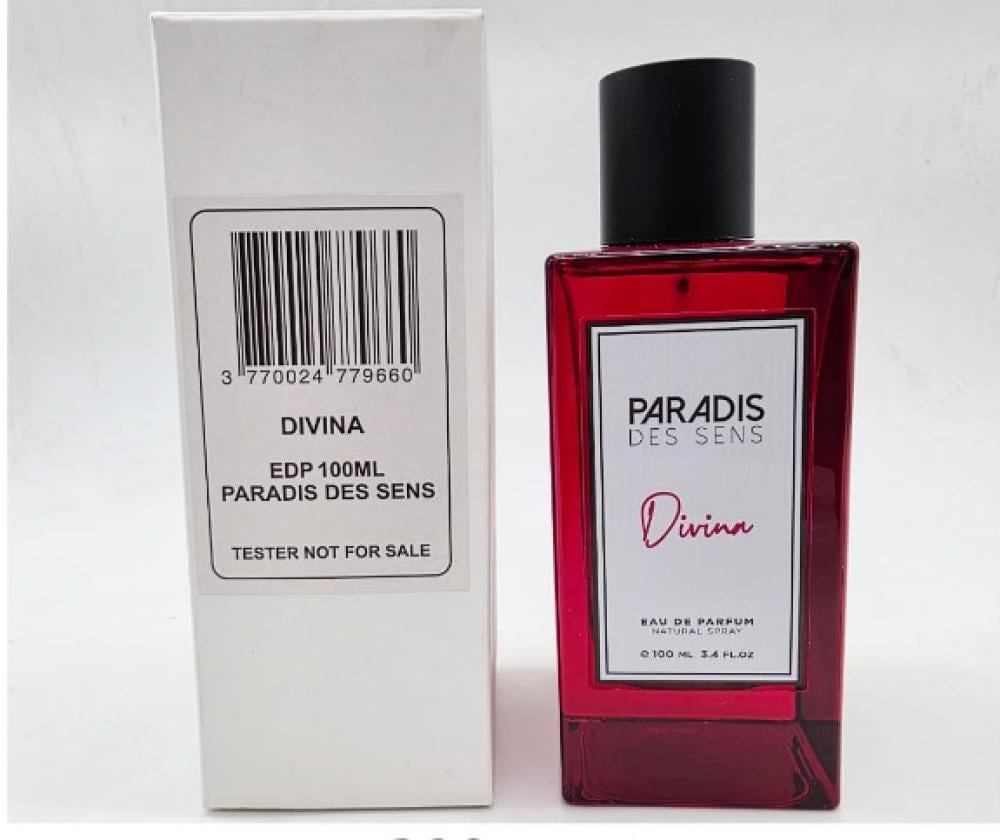 3 770024 779660
DIVINA
EDP 100ML
PARADIS DES SENS
TESTER NOT FOR SALE
PARADIS
DES SENS
Divina
EAU DE PARFUM
NATURAL SPRAY
e 100 ML 3.4 FL.OZ